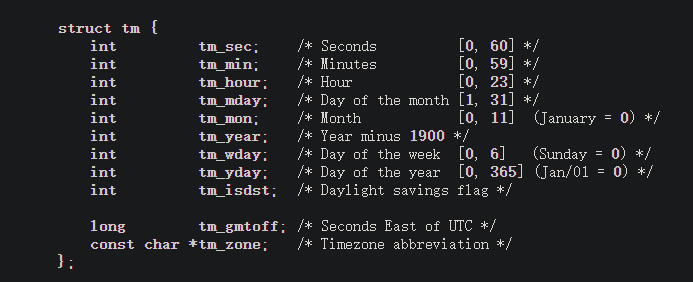 struct tm {
    int         tm_sec;    /* Seconds          [0, 60] */
    int         tm_min;    /* Minutes          [0, 59] */
    int         tm_hour;   /* Hour             [0, 23] */
    int         tm_mday;   /* Day of the month [1, 31] */
    int         tm_mon;    /* Month            [0, 11]  (January = 0) */
    int         tm_year;   /* Year minus 1900 */
    int         tm_wday;   /* Day of the week  [0, 6]   (Sunday = 0) */
    int         tm_yday;   /* Day of the year  [0, 365] (Jan/01 = 0) */
    int         tm_isdst;  /* Daylight savings flag */

    long        tm_gmtoff; /* Seconds East of UTC */
    const char *tm_zone;   /* Timezone abbreviation */
};